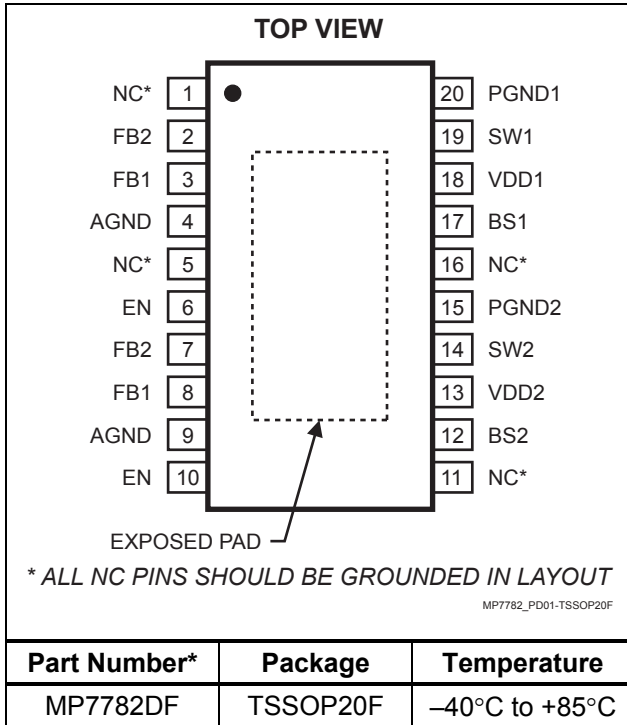 TOP VIEW
NC* 1 20 PGND1
FB2 2 19 SW1
FB1 3 18 VDD1
AGND 4 17 BS1
NC* 5 16 NC*
EN 6 15 PGND2
FB2 7 14 SW2
FB1 8 13 VDD2
AGND 9 12 BS2
EN 10 11 NC*
EXPOSED PAD
* ALL NC PINS SHOULD BE GROUNDED IN LAYOUT
MP7782_PD01-TSSOP20F
Part Number* Package Temperature
MP7782DF TSSOP20F –40°C to +85°C